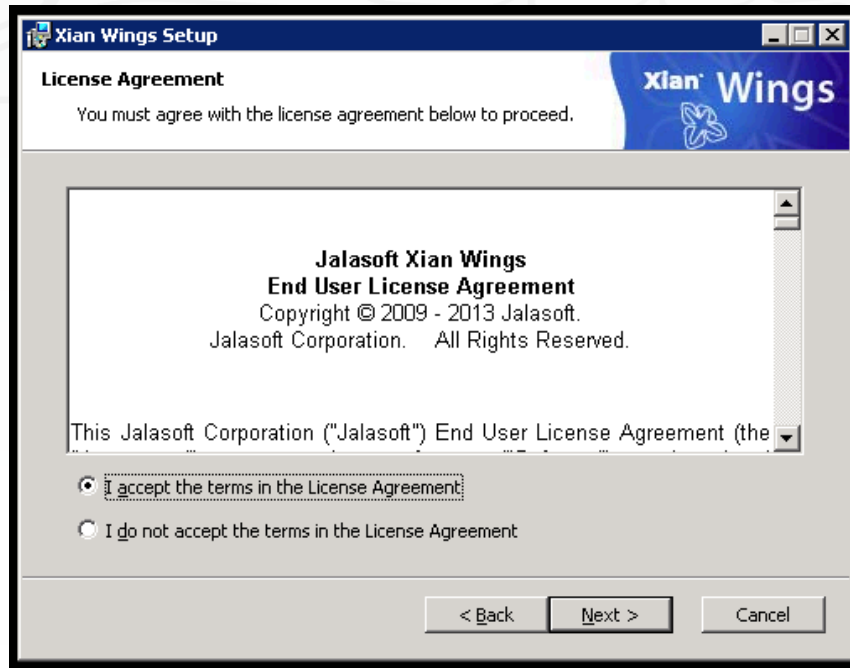 Xian Wings Setup
License Agreement
You must agree with the license agreement below to proceed.
Xian Wings
Jalasoft Xian Wings
End User License Agreement
Copyright © 2009 - 2013 Jalasoft.
Jalasoft Corporation. All Rights Reserved.
This Jalasoft Corporation ("Jalasoft") End User License Agreement (the
I accept the terms in the License Agreement
I do not accept the terms in the License Agreement
< Back
Next >
Cancel